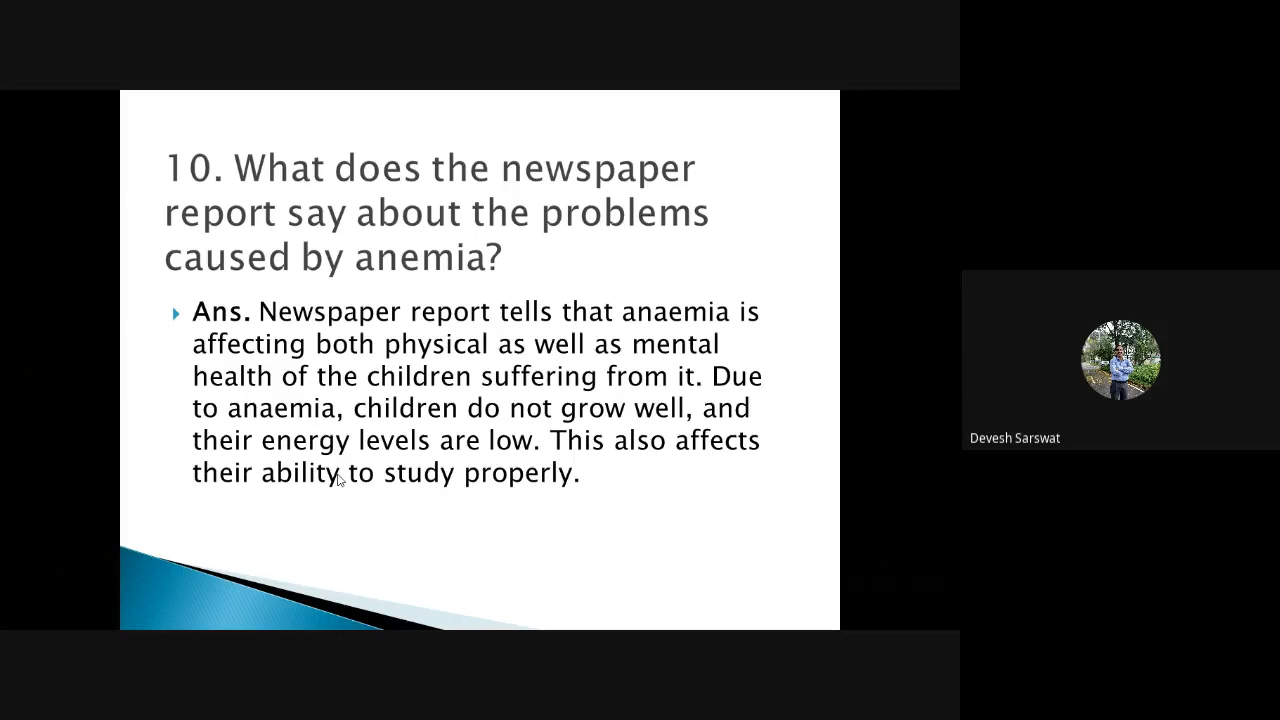 10. What does the newspaper
report say about the problems
caused by anemia?
Ans. Newspaper report tells that anaemia is
affecting both physical as well as mental
health of the children suffering from it. Due
to anaemia, children do not grow well, and
their energy levels are low. This also affects
their ability to study properly.
Devesh Sarswat